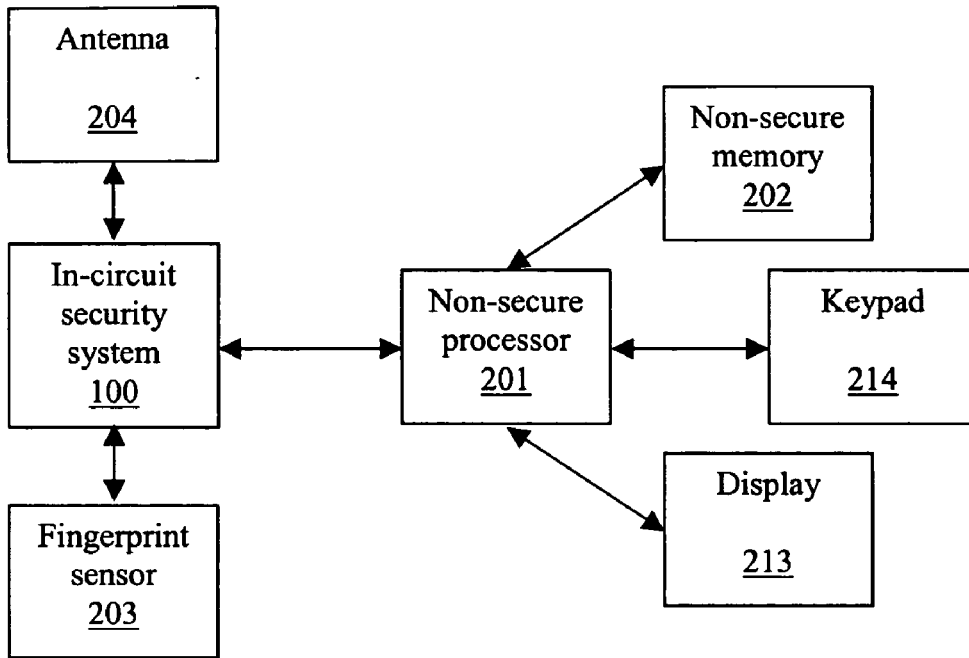 Antenna
204
In-circuit
security
system
100
Fingerprint
sensor
203
Non-secure
processor
201
Non-secure
memory
202
Keypad
214
Display
213